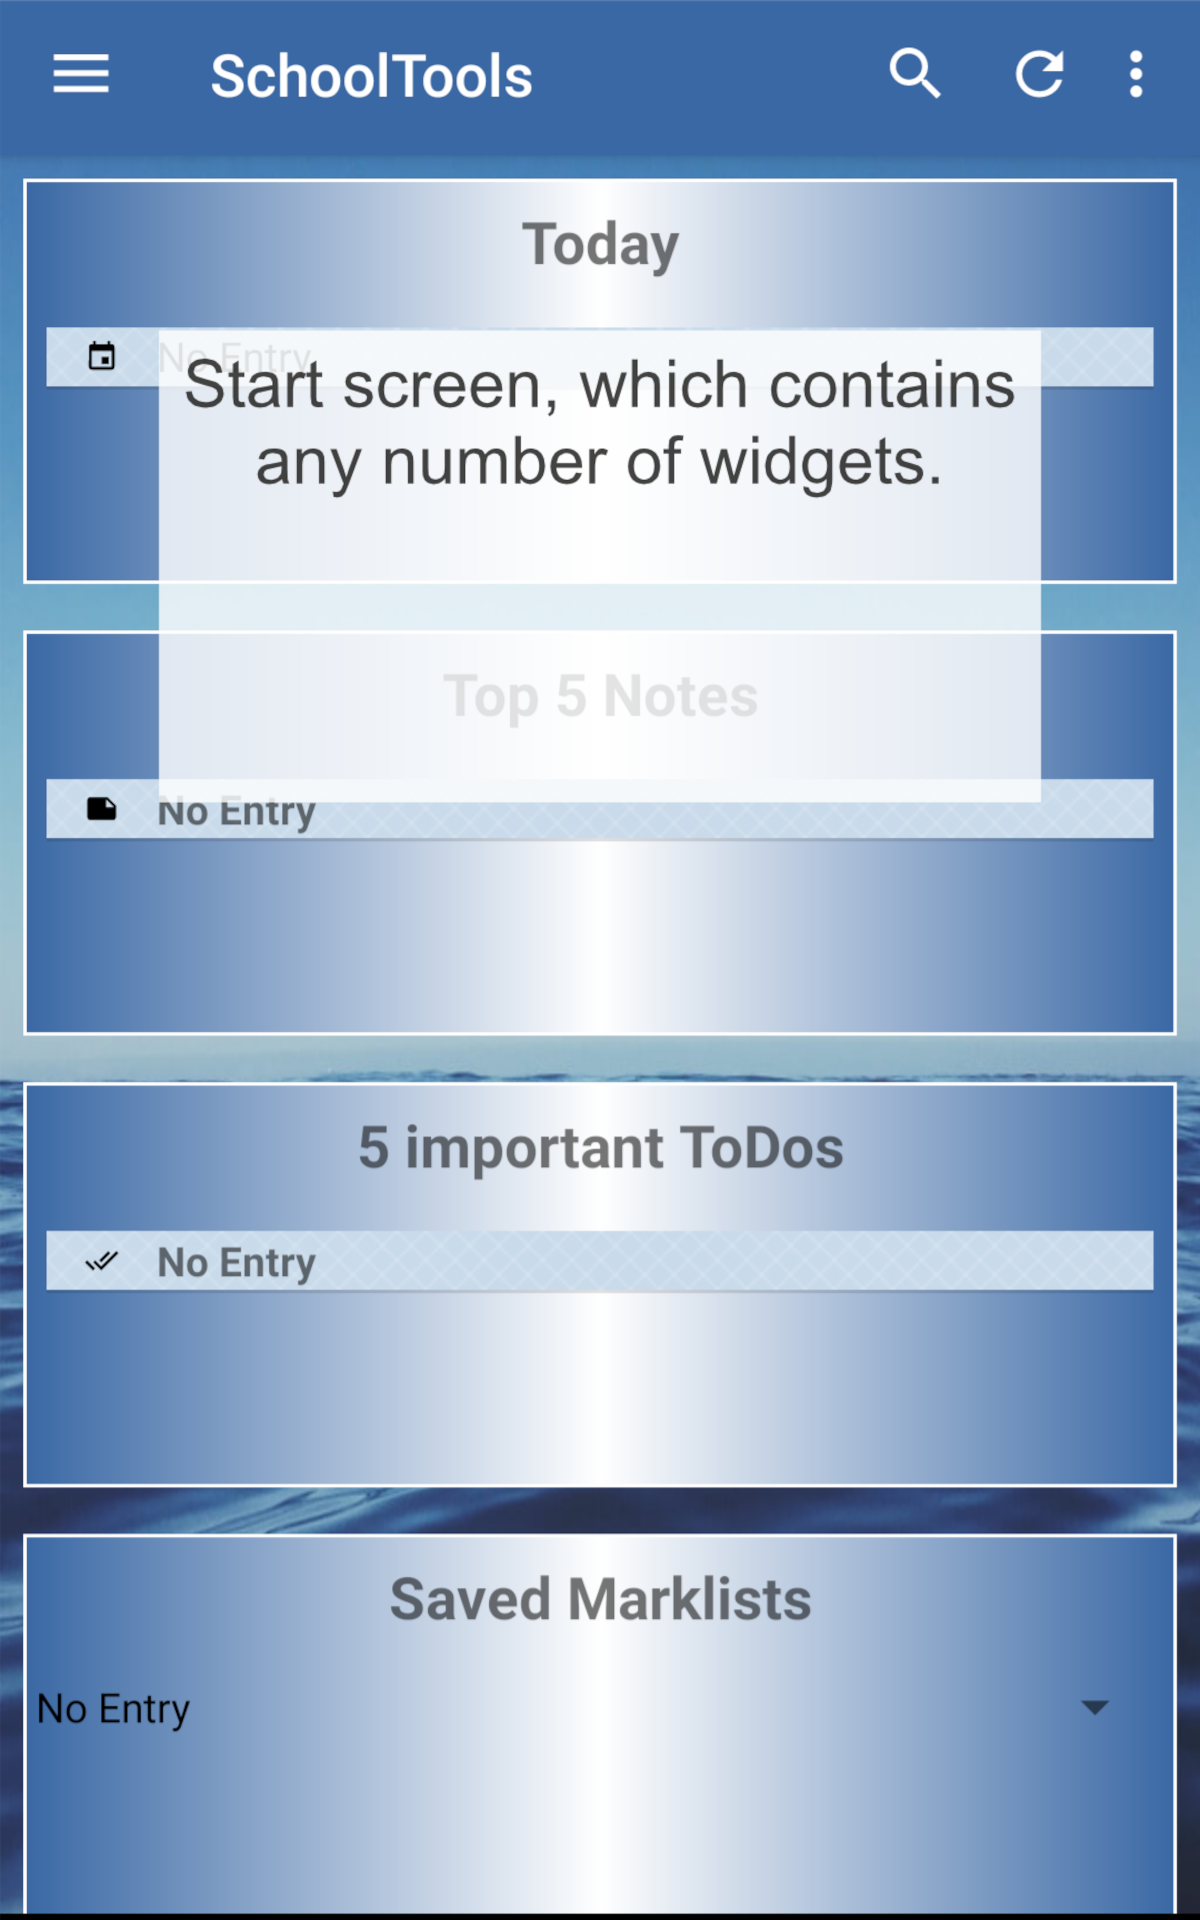 SchoolTools
Today
No Entry
Start screen, which contains
any number of widgets.
Top 5 Notes
No Entry
5 important ToDos
No Entry
Saved Marklists
No Entry